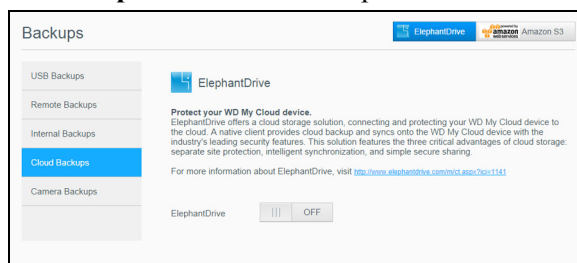 Backups
ElephantDrive
powered by
amazon
web services
Amazon S3
USB Backups
Remote Backups
Internal Backups
Cloud Backups
Camera Backups
ElephantDrive
Protect your WD My Cloud device.
ElephantDrive offers a cloud storage solution, connecting and protecting your WD My Cloud device to
the cloud. A native client provides cloud backup and syncs onto the WD My Cloud device with the
industry's leading security features. This solution features the three critical advantages of cloud storage:
separate site protection, intelligent synchronization, and simple secure sharing.
For more information about ElephantDrive, visit http://www.elephantdrive.com/m/ct.aspx?ici=1141
ElephantDrive
OFF